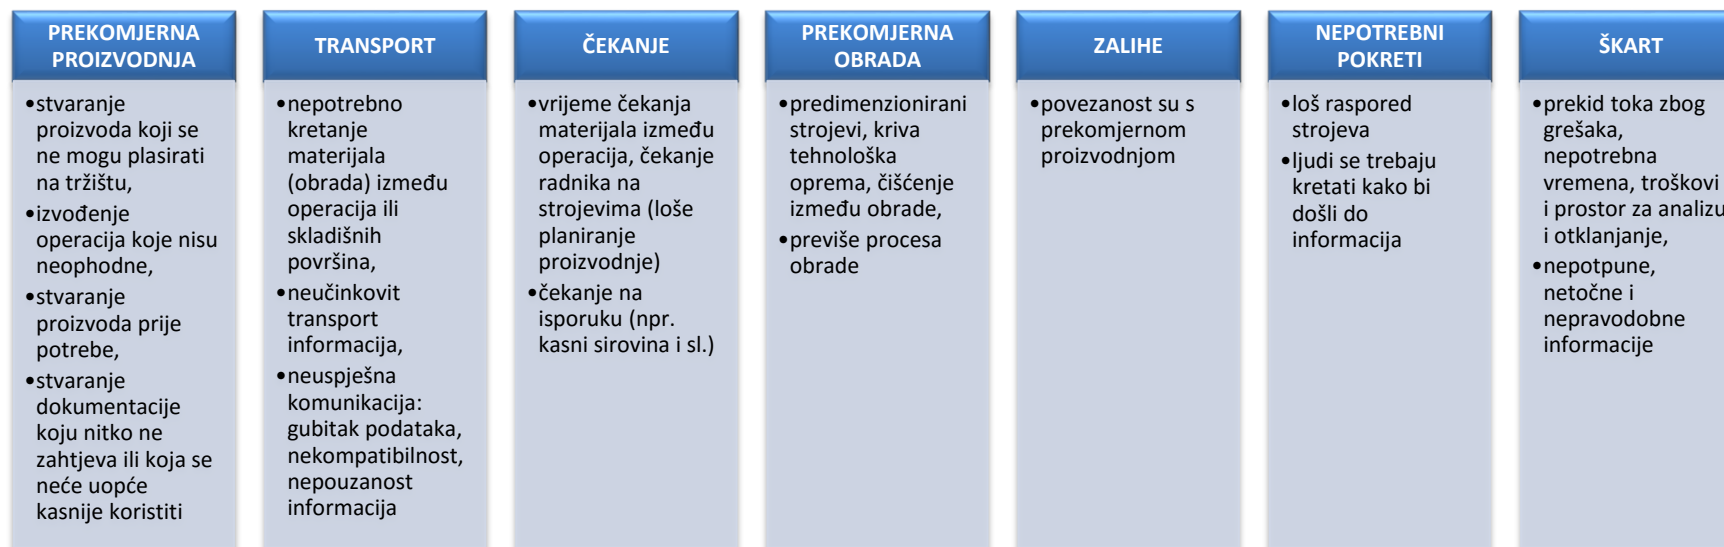 PREKOMJERNA
PROIZVODNJA
•stvaranje
proizvoda koji se
ne mogu plasirati
na tržištu,
•izvođenje
operacija koje nisu
neophodne,
•stvaranje
proizvoda prije
potrebe,
•stvaranje
dokumentacije
koju nitko ne
zahtjeva ili koja se
neće uopće
kasnije koristiti
TRANSPORT
•nepotrebno
kretanje
materijala
(obrada) između
operacija ili
skladišnih
površina,
•neučinkovit
transport
informacija,
•neuspješna
komunikacija:
gubitak podataka,
nekompatibilnost,
nepouzanost
informacija
ČEKANJE
•vrijeme čekanja
materijala između
operacija, čekanje
radnika na
strojevima (loše
planiranje
proizvodnje)
•čekanje na
isporuku (npr.
kasni sirovina i sl.)
PREKOMJERNA
OBRADA
•predimenzionirani
strojevi, kriva
tehnološka
oprema, čišćenje
između obrade,
•previše procesa
obrade
ZALIHE
•povezanost su s
prekomjernom
proizvodnjom
NEPOTREBNI
POKRETI
•loš raspored
strojeva
•ljudi se trebaju
kretati kako bi
došli do
informacija
ŠKART
•prekid toka zbog
grešaka,
nepotrebna
vremena, troškovi
i prostor za analizu
i otklanjanje,
•nepotpune,
netočne i
nepravodobne
informacije